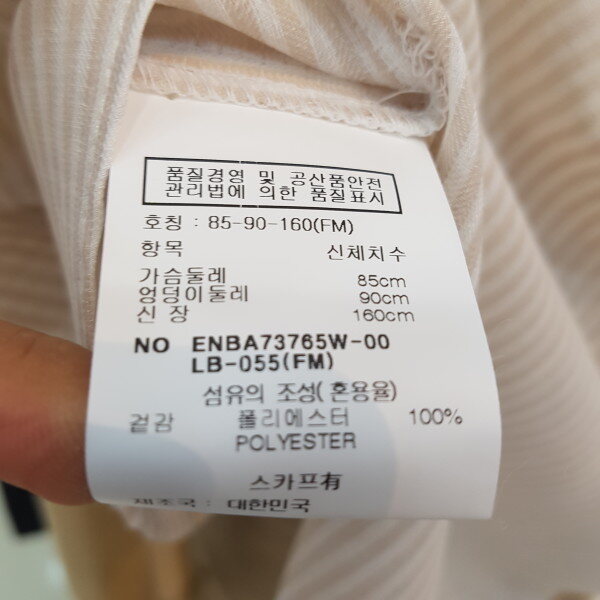 품질경영 및 공산품안전
관리법에 의한 품질표시
호칭 : 85-90-160(FM)
항목 신체치수
가슴둘레 85cm
엉덩이둘레 90cm
신 장 160cm
NO ENBA73765W-00
LB-055(FM)
섬유의 조성(혼용율)
겉감 폴리에스터 100%
POLYESTER
스카프有
제조국 : 대한민국